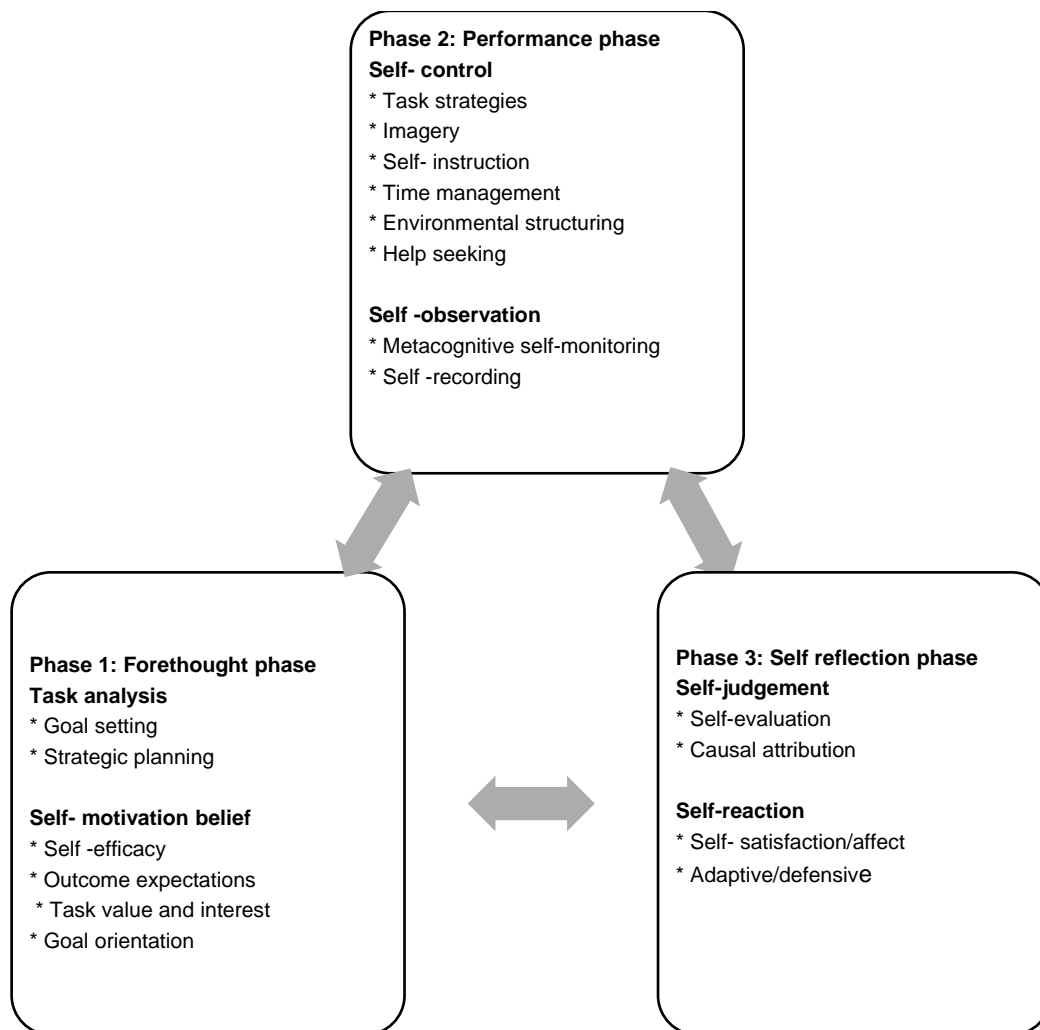 Phase 2: Performance phase
Self- control
* Task strategies
* Imagery
* Self- instruction
* Time management
* Environmental structuring
* Help seeking
Self -observation
* Metacognitive self-monitoring
* Self -recording
Phase 1: Forethought phase
Task analysis
* Goal setting
* Strategic planning
Self- motivation belief
* Self -efficacy
* Outcome expectations
* Task value and interest
* Goal orientation
Phase 3: Self reflection phase
Self-judgement
* Self-evaluation
* Causal attribution
Self-reaction
* Self- satisfaction/affect
* Adaptive/defensive